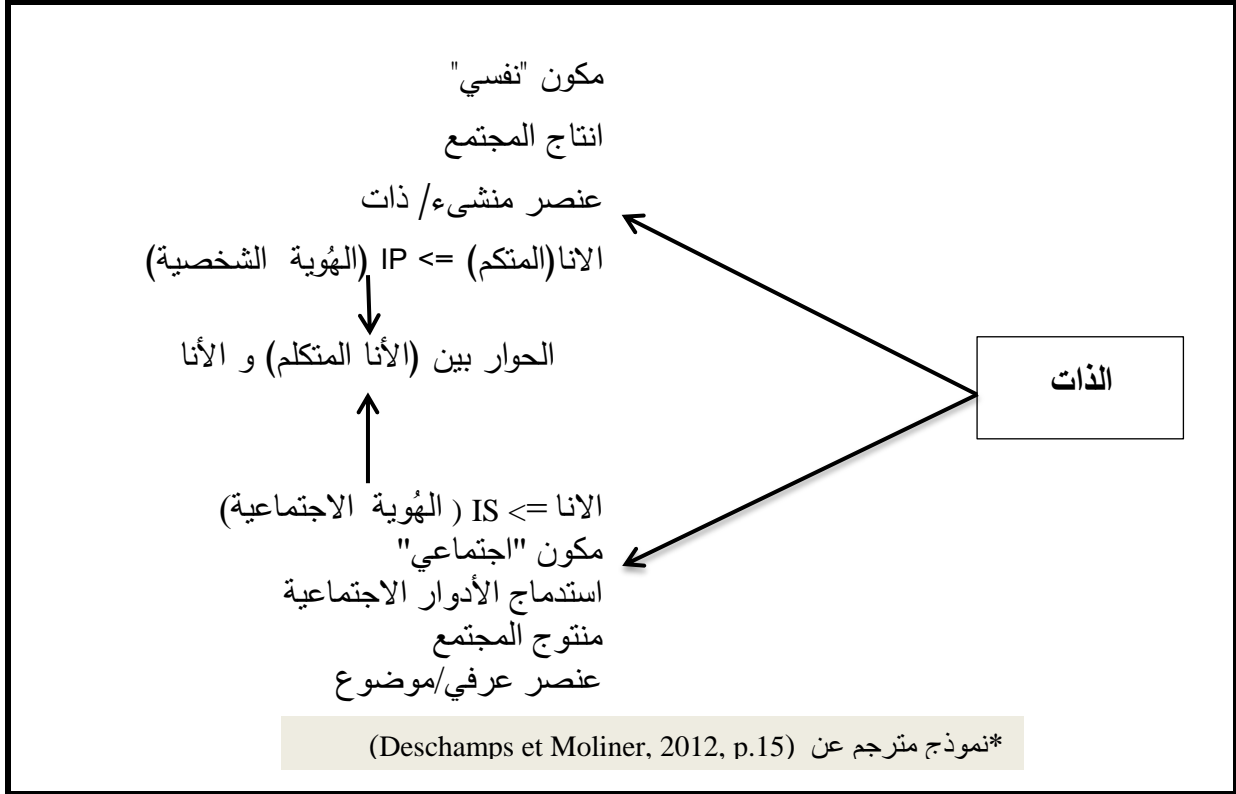 مكون "نفسي"
انتاج المجتمع
عنصر منشىء/ ذات
الانا(المتكم) => IP (الهُوية الشخصية)
الحوار بين (الأنا المتكلم) و الأنا
الذات
الانا => IS ( الهُوية الاجتماعية)
مكون "اجتماعي"
استدماج الأدوار الاجتماعية
منتوج المجتمع
عنصر عرفي/موضوع
*نموذج مترجم عن (Deschamps et Moliner, 2012, p.15)